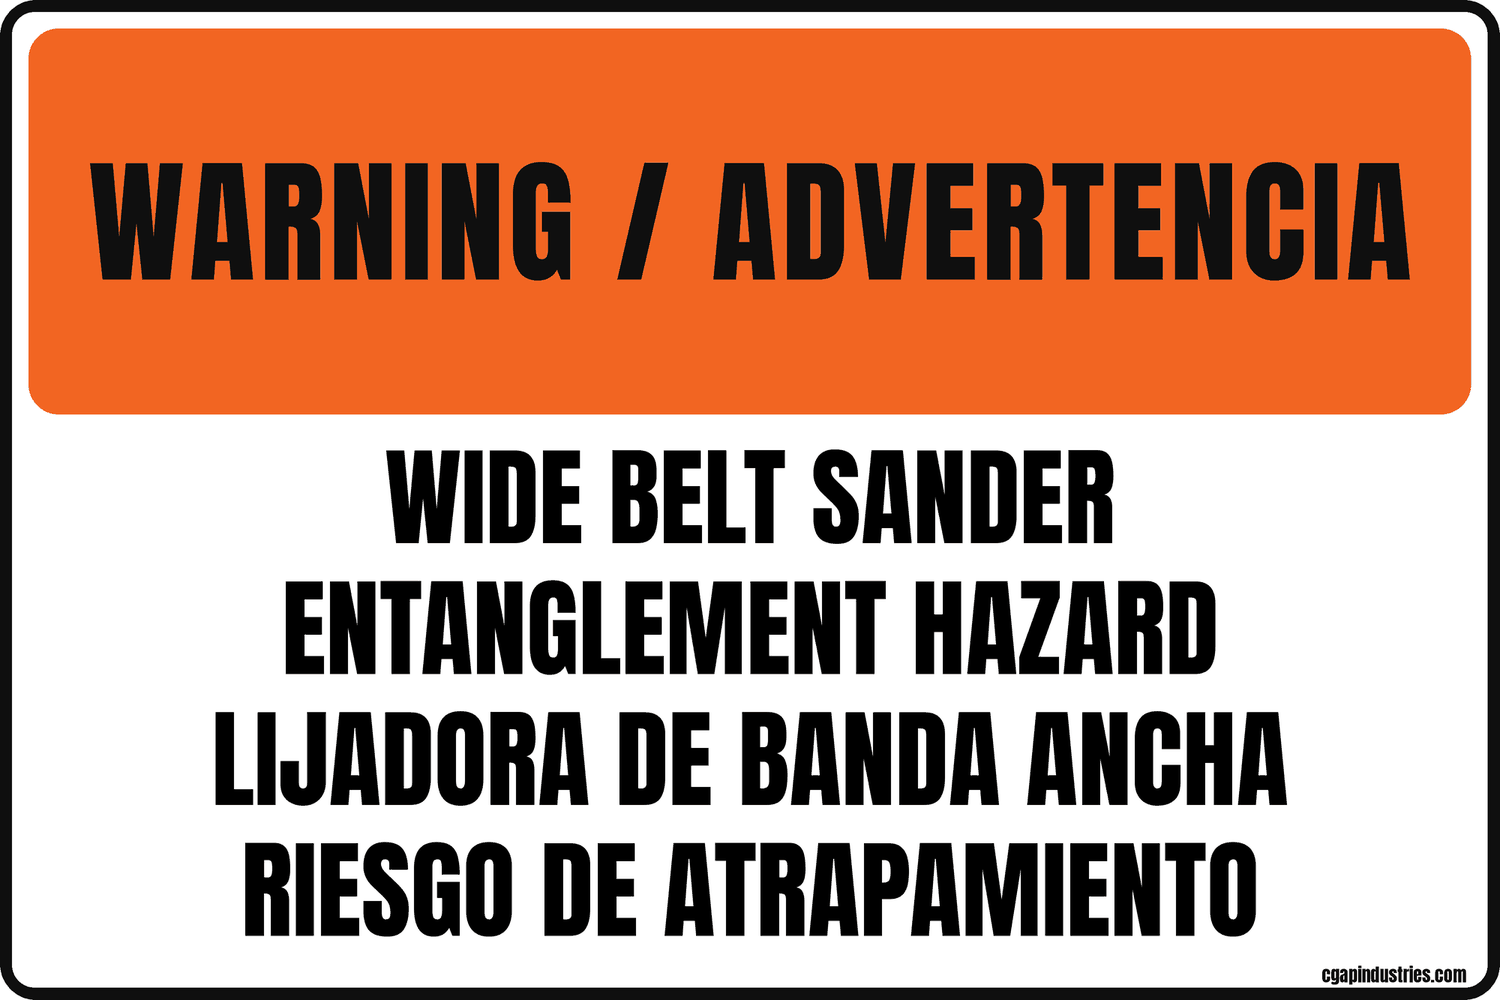 WARNING / ADVERTENCIA
WIDE BELT SANDER
ENTANGLEMENT HAZARD
LIJADORA DE BANDA ANCHA
RIESGO DE ATRAPAMIENTO
cgapindustries.com